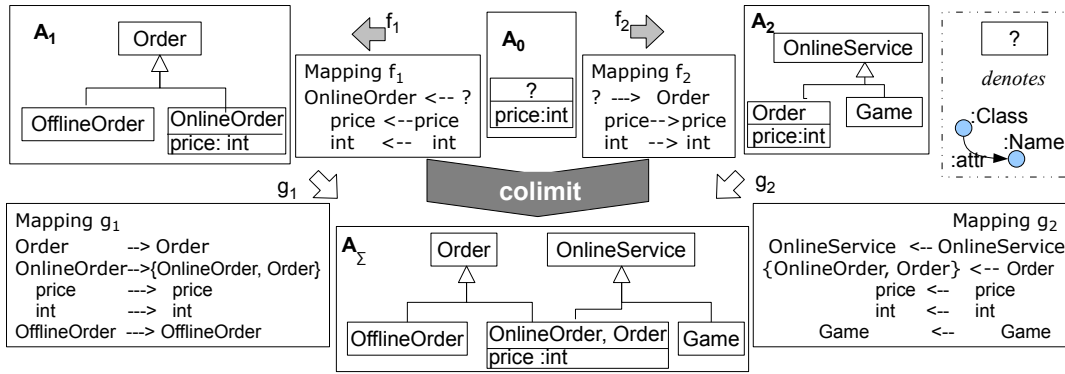 A1
Order
OfflineOrder
OnlineOrder
price: int
f1
Mapping f1
OnlineOrder <-- ?
price <--price
int <-- int
A0
?
price:int
f2
Mapping f2
? ---> Order
price-->price
int --> int
A2
OnlineService
Order
price:int
Game
?
denotes
:Class
:Name
:attr
g1
colimit
g2
Mapping g1
Order --> Order
OnlineOrder-->{OnlineOrder, Order}
price ---> price
int ---> int
OfflineOrder ---> OfflineOrder
AΣ
Order
OnlineService
OfflineOrder
OnlineOrder, Order
price :int
Game
Mapping g2
OnlineService <-- OnlineService
{OnlineOrder, Order} <-- Order
price <-- price
int <-- int
Game <-- Game